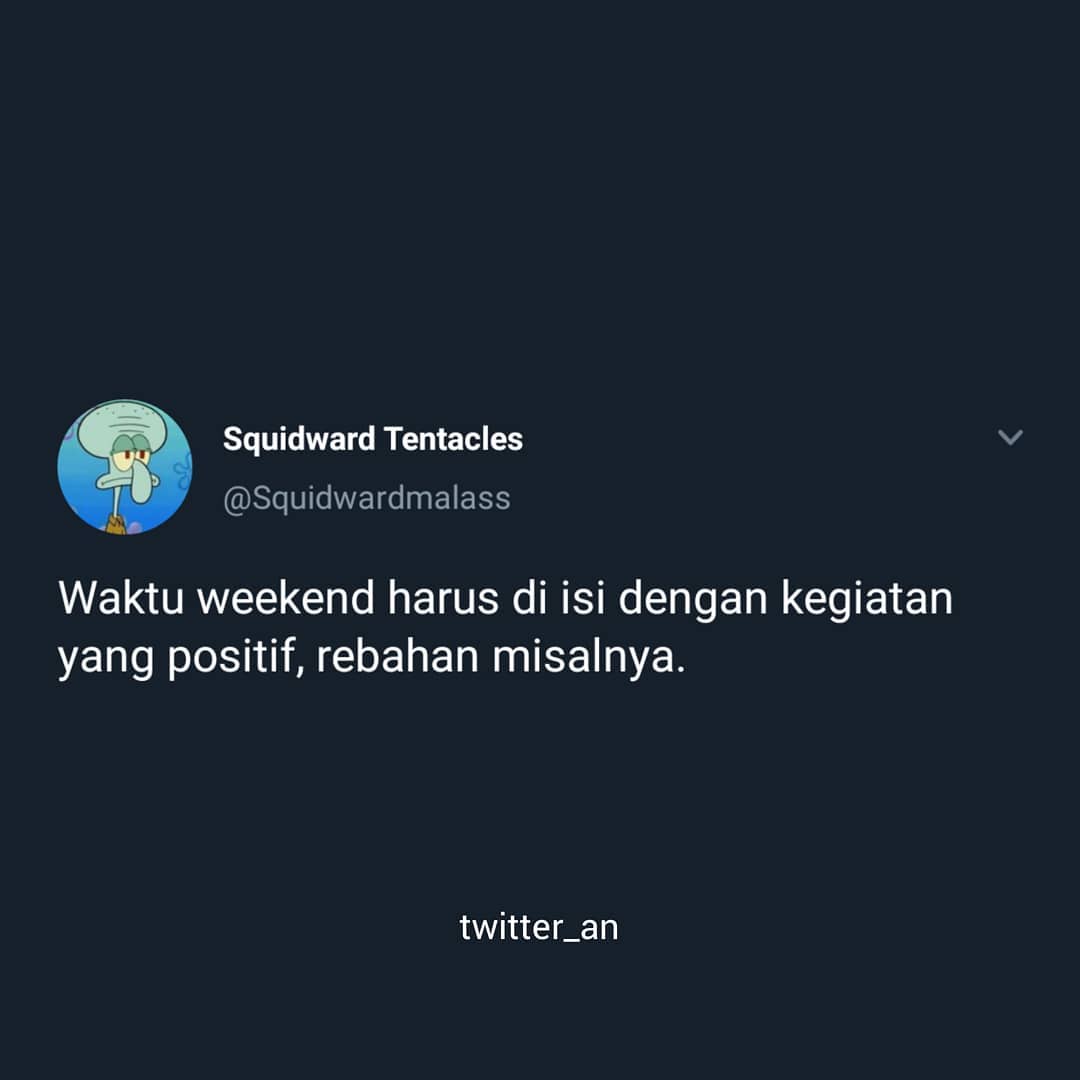 Squidward Tentacles
@Squidwardmalass
Waktu weekend harus di isi dengan kegiatan
yang positif, rebahan misalnya.
twitter_an